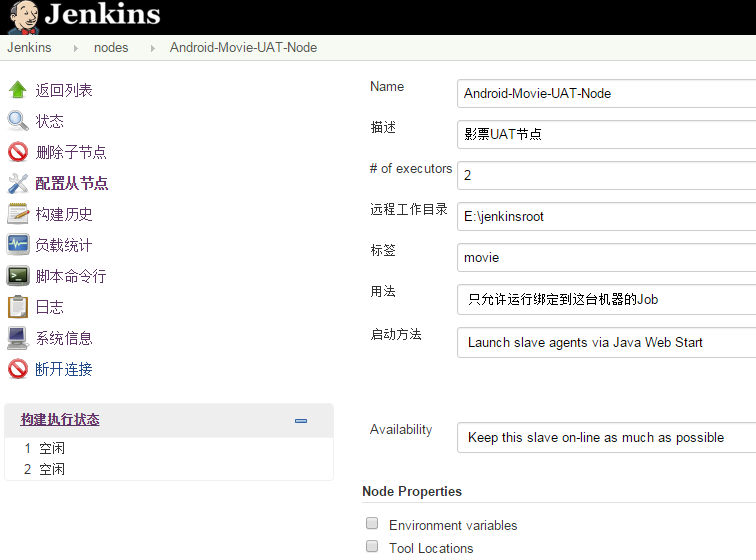 Jenkins
Jenkins nodes Android-Movie-UAT-Node
返回列表
状态
删除子节点
配置从节点
构建历史
负载统计
脚本命令行
日志
系统信息
断开连接
构建执行状态
1 空闲
2 空闲
Name Android-Movie-UAT-Node
描述 影票UAT节点
# of executors 2
远程工作目录 E:\jenkinsroot
标签 movie
用法 只允许运行绑定到这台机器的Job
启动方法 Launch slave agents via Java Web Start
Availability Keep this slave on-line as much as possible
Node Properties
Environment variables
Tool Locations